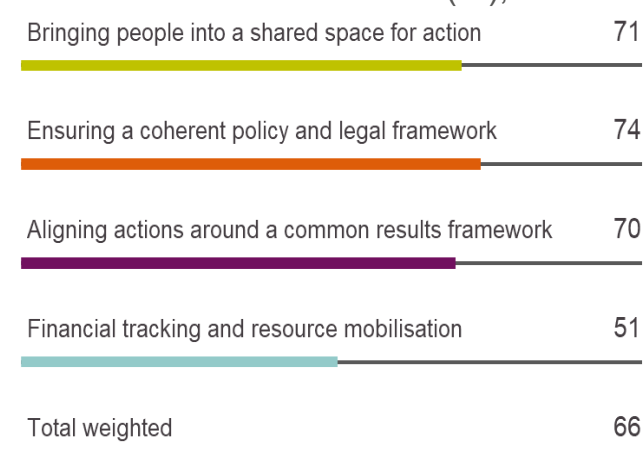 Bringing people into a shared space for action 71
Ensuring a coherent policy and legal framework 74
Aligning actions around a common results framework 70
Financial tracking and resource mobilisation 51
Total weighted 66